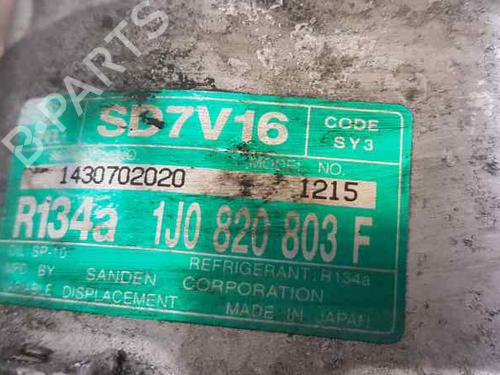 B-PARTS
SD7V16
CODE
SY3
MODEL NO.
1430702020 1215
R134a 1J0 820 803 F
OIL SP-10 REFRIGERANT: R134a
MFD BY SANDEN CORPORATION
VARIABLE DISPLACEMENT MADE IN JAPAN